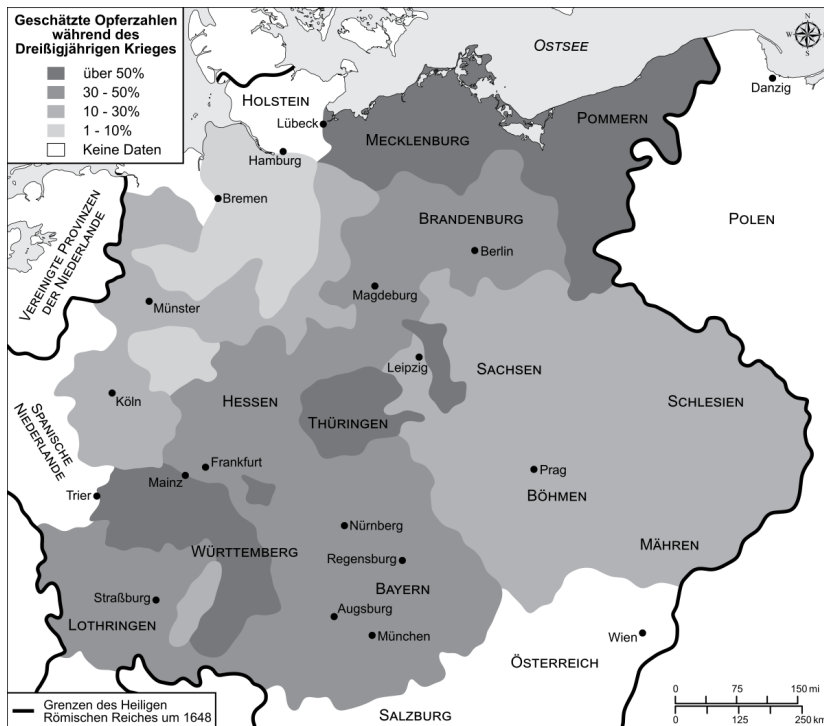 Geschätzte Opferzahlen
während des
Dreißigjährigen Krieges
über 50%
30 - 50%
10 - 30%
1 - 10%
Keine Daten
OSTSEE
N
W
E
S
Danzig
HOLSTEIN
Lübeck
MECKLENBURG
POMMERN
Hamburg
Bremen
VEREINIGTE PROVINZEN
DER NIEDERLANDE
BRANDENBURG
POLEN
Berlin
Magdeburg
Münster
Leipzig
SACHSEN
Köln
HESSEN
THÜRINGEN
SCHLESIEN
SPANISCHE
NIEDERLANDE
Frankfurt
Mainz
Prag
Trier
BÖHMEN
Nürnberg
WÜRTTEMBERG
MÄHREN
Regensburg
BAYERN
Straßburg
Augsburg
LOTHRINGEN
München
Wien
ÖSTERREICH
SALZBURG
Grenzen des Heiligen
Römischen Reiches um 1648
0 75 150 mi
0 125 250 km